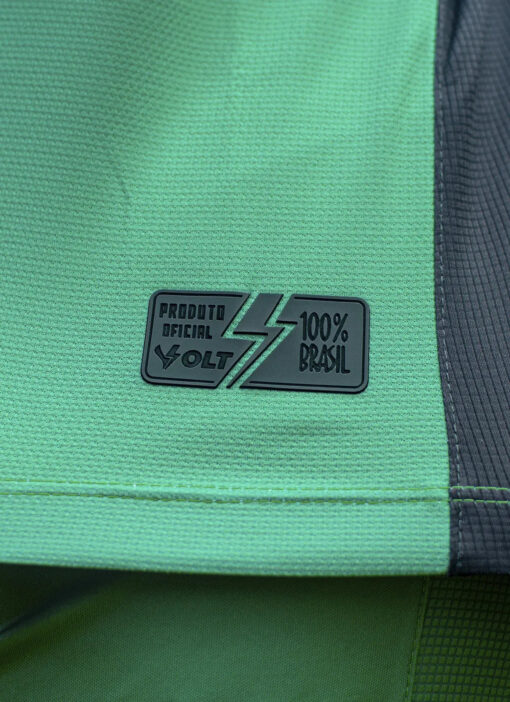 PRODUTO
OFICIAL
VOLT
100%
BRASIL